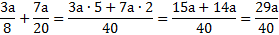 3a/8 + 7a/20 = (3a · 5 + 7a · 2)/40 = (15a + 14a)/40 = 29a/40